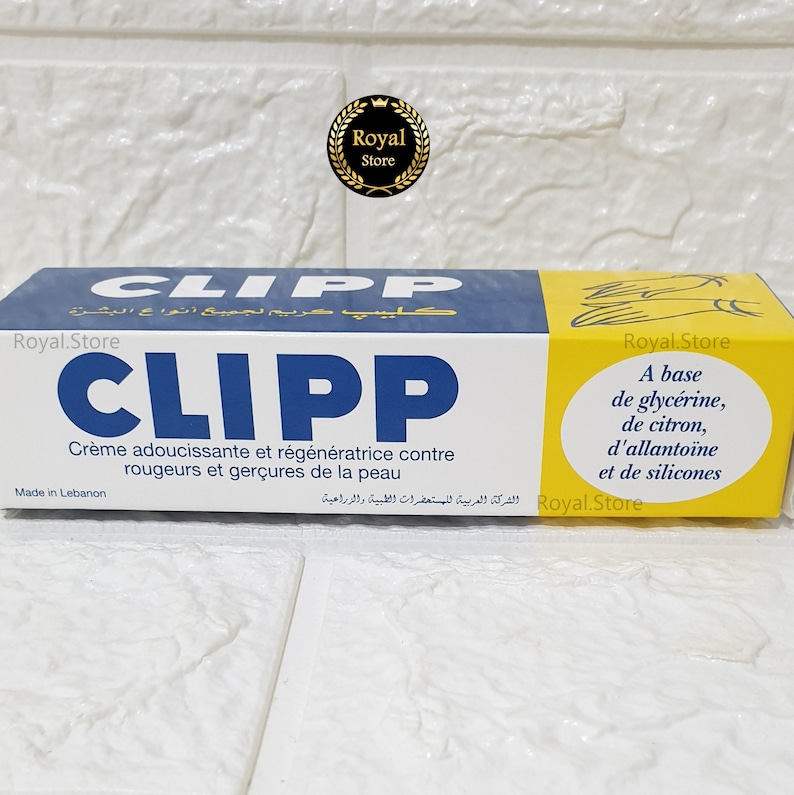 Royal
Store
CLIPP
كليپ كريم لجميع أنواع البشرة
Royal.Store
Royal.Store
CLIPP
Crème adoucissante et régénératrice contre
rougeurs et gerçures de la peau
Made in Lebanon
الشركة العربية للمستحضرات الطبية والزراعية
A base
de glycérine,
de citron,
d'allantoïne
et de silicones
Royal.Store